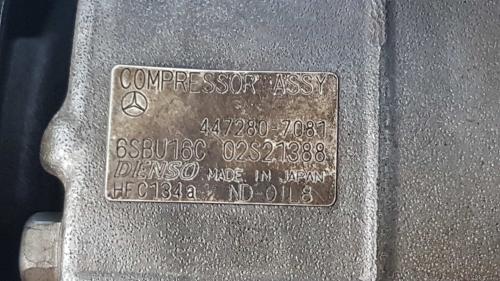 COMPRESSOR ASSY
447280-7081
6SBU16C 02S21388
DENSO MADE IN JAPAN
HFC134a ND-OIL8